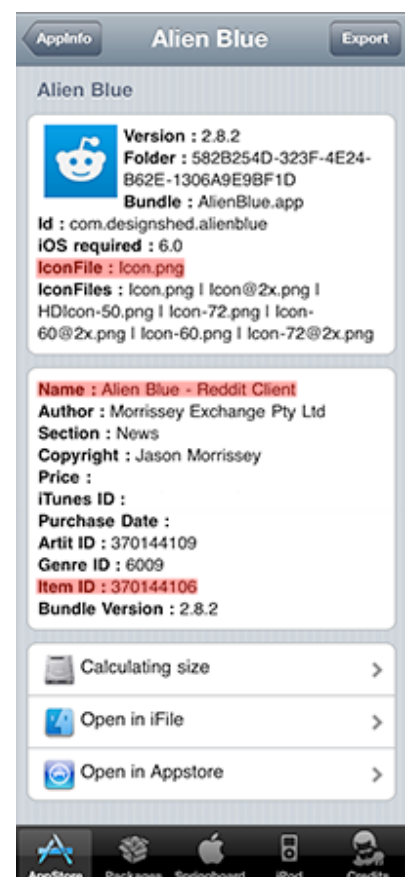 AppInfo
Alien Blue
Export
Alien Blue
Version : 2.8.2
Folder : 582B254D-323F-4E24-
B62E-1306A9E9BF1D
Bundle : AlienBlue.app
Id : com.designshed.alienblue
iOS required : 6.0
IconFile : Icon.png
IconFiles : Icon.png l Icon@2x.png l
HDIcon-50.png l Icon-72.png l Icon-
60@2x.png l Icon-60.png l Icon-72@2x.png
Name : Alien Blue - Reddit Client
Author : Morrissey Exchange Pty Ltd
Section : News
Copyright : Jason Morrissey
Price :
iTunes ID :
Purchase Date :
Artit ID : 370144109
Genre ID : 6009
Item ID : 370144106
Bundle Version : 2.8.2
Calculating size
Open in iFile
Open in Appstore
AppStore Packages Springboard iPod Credits